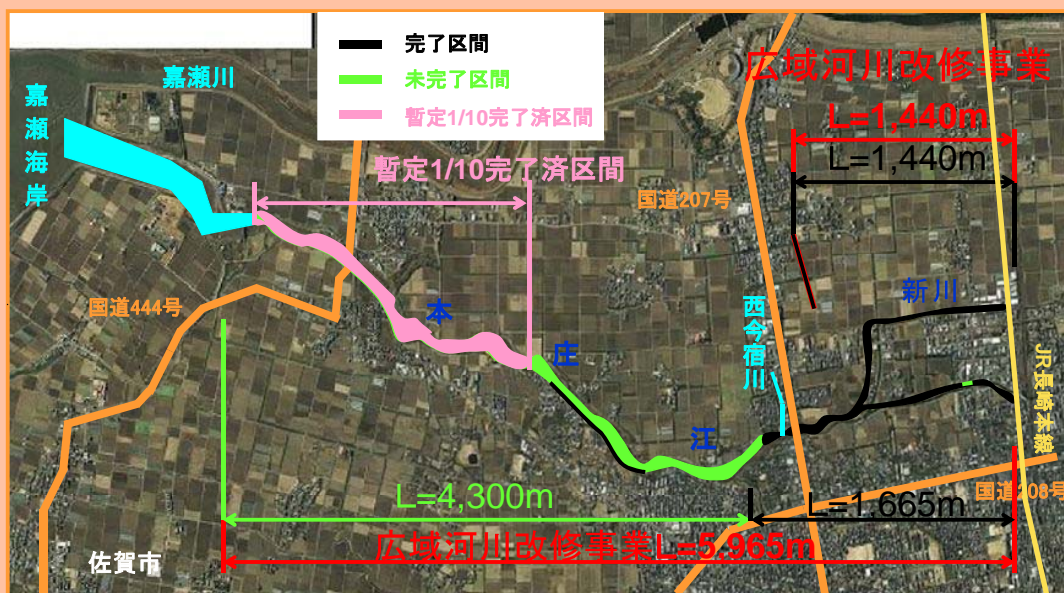 完了区間
未完了区間
暫定1/10完了済区間
嘉瀬川
嘉瀬海岸
広域河川改修事業
L=1,440m
L=1,440m
暫定1/10完了済区間
国道207号
国道444号
本
庄
江
西今宿川
新川
JR長崎本線
L=4,300m
L=1.665m
国道208号
広域河川改修事業L=5.965m
佐賀市